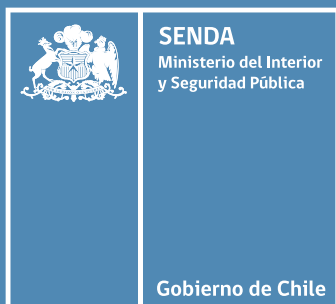 SENDA
Ministerio del Interior
y Seguridad Pública
Gobierno de Chile